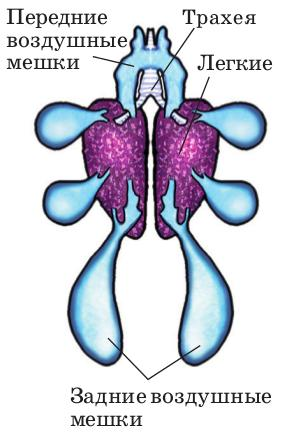 Передние
воздушные
мешки
Трахея
Легкие
Задние воздушные
мешки